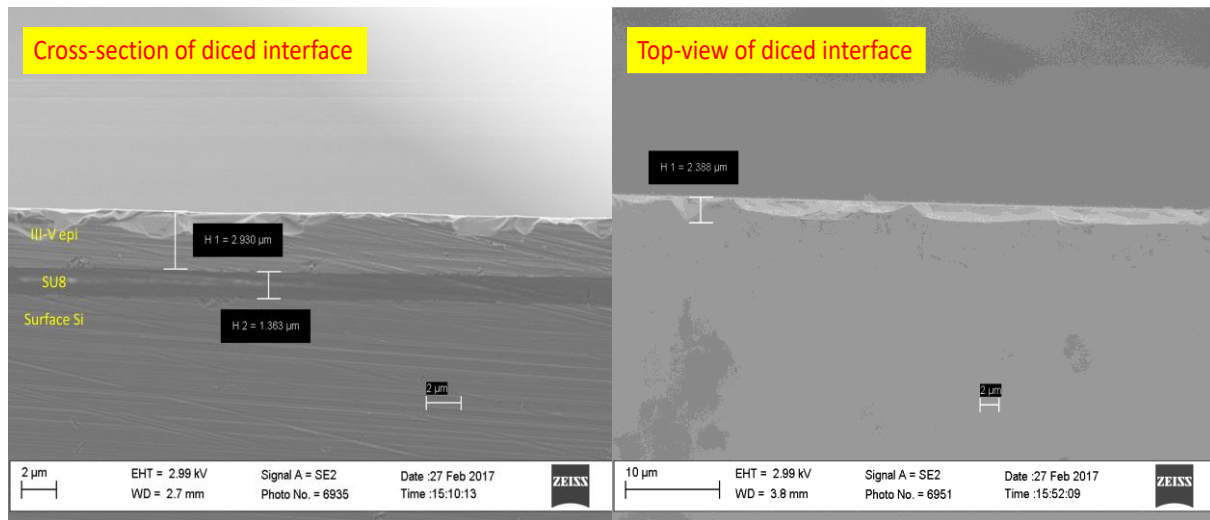 Cross-section of diced interface
H 1 = 2.930 µm
III-V epi
SU8
Surface Si
H 2 = 1.363 µm
2 µm
2 µm
EHT = 2.99 kV
Signal A = SE2
Date :27 Feb 2017
WD = 2.7 mm
Photo No. = 6935
Time :15:10:13
ZEISS
Top-view of diced interface
H 1 = 2.388 µm
2 µm
10 µm
EHT = 2.99 kV
Signal A = SE2
Date :27 Feb 2017
WD = 3.8 mm
Photo No. = 6951
Time :15:52:09
ZEISS